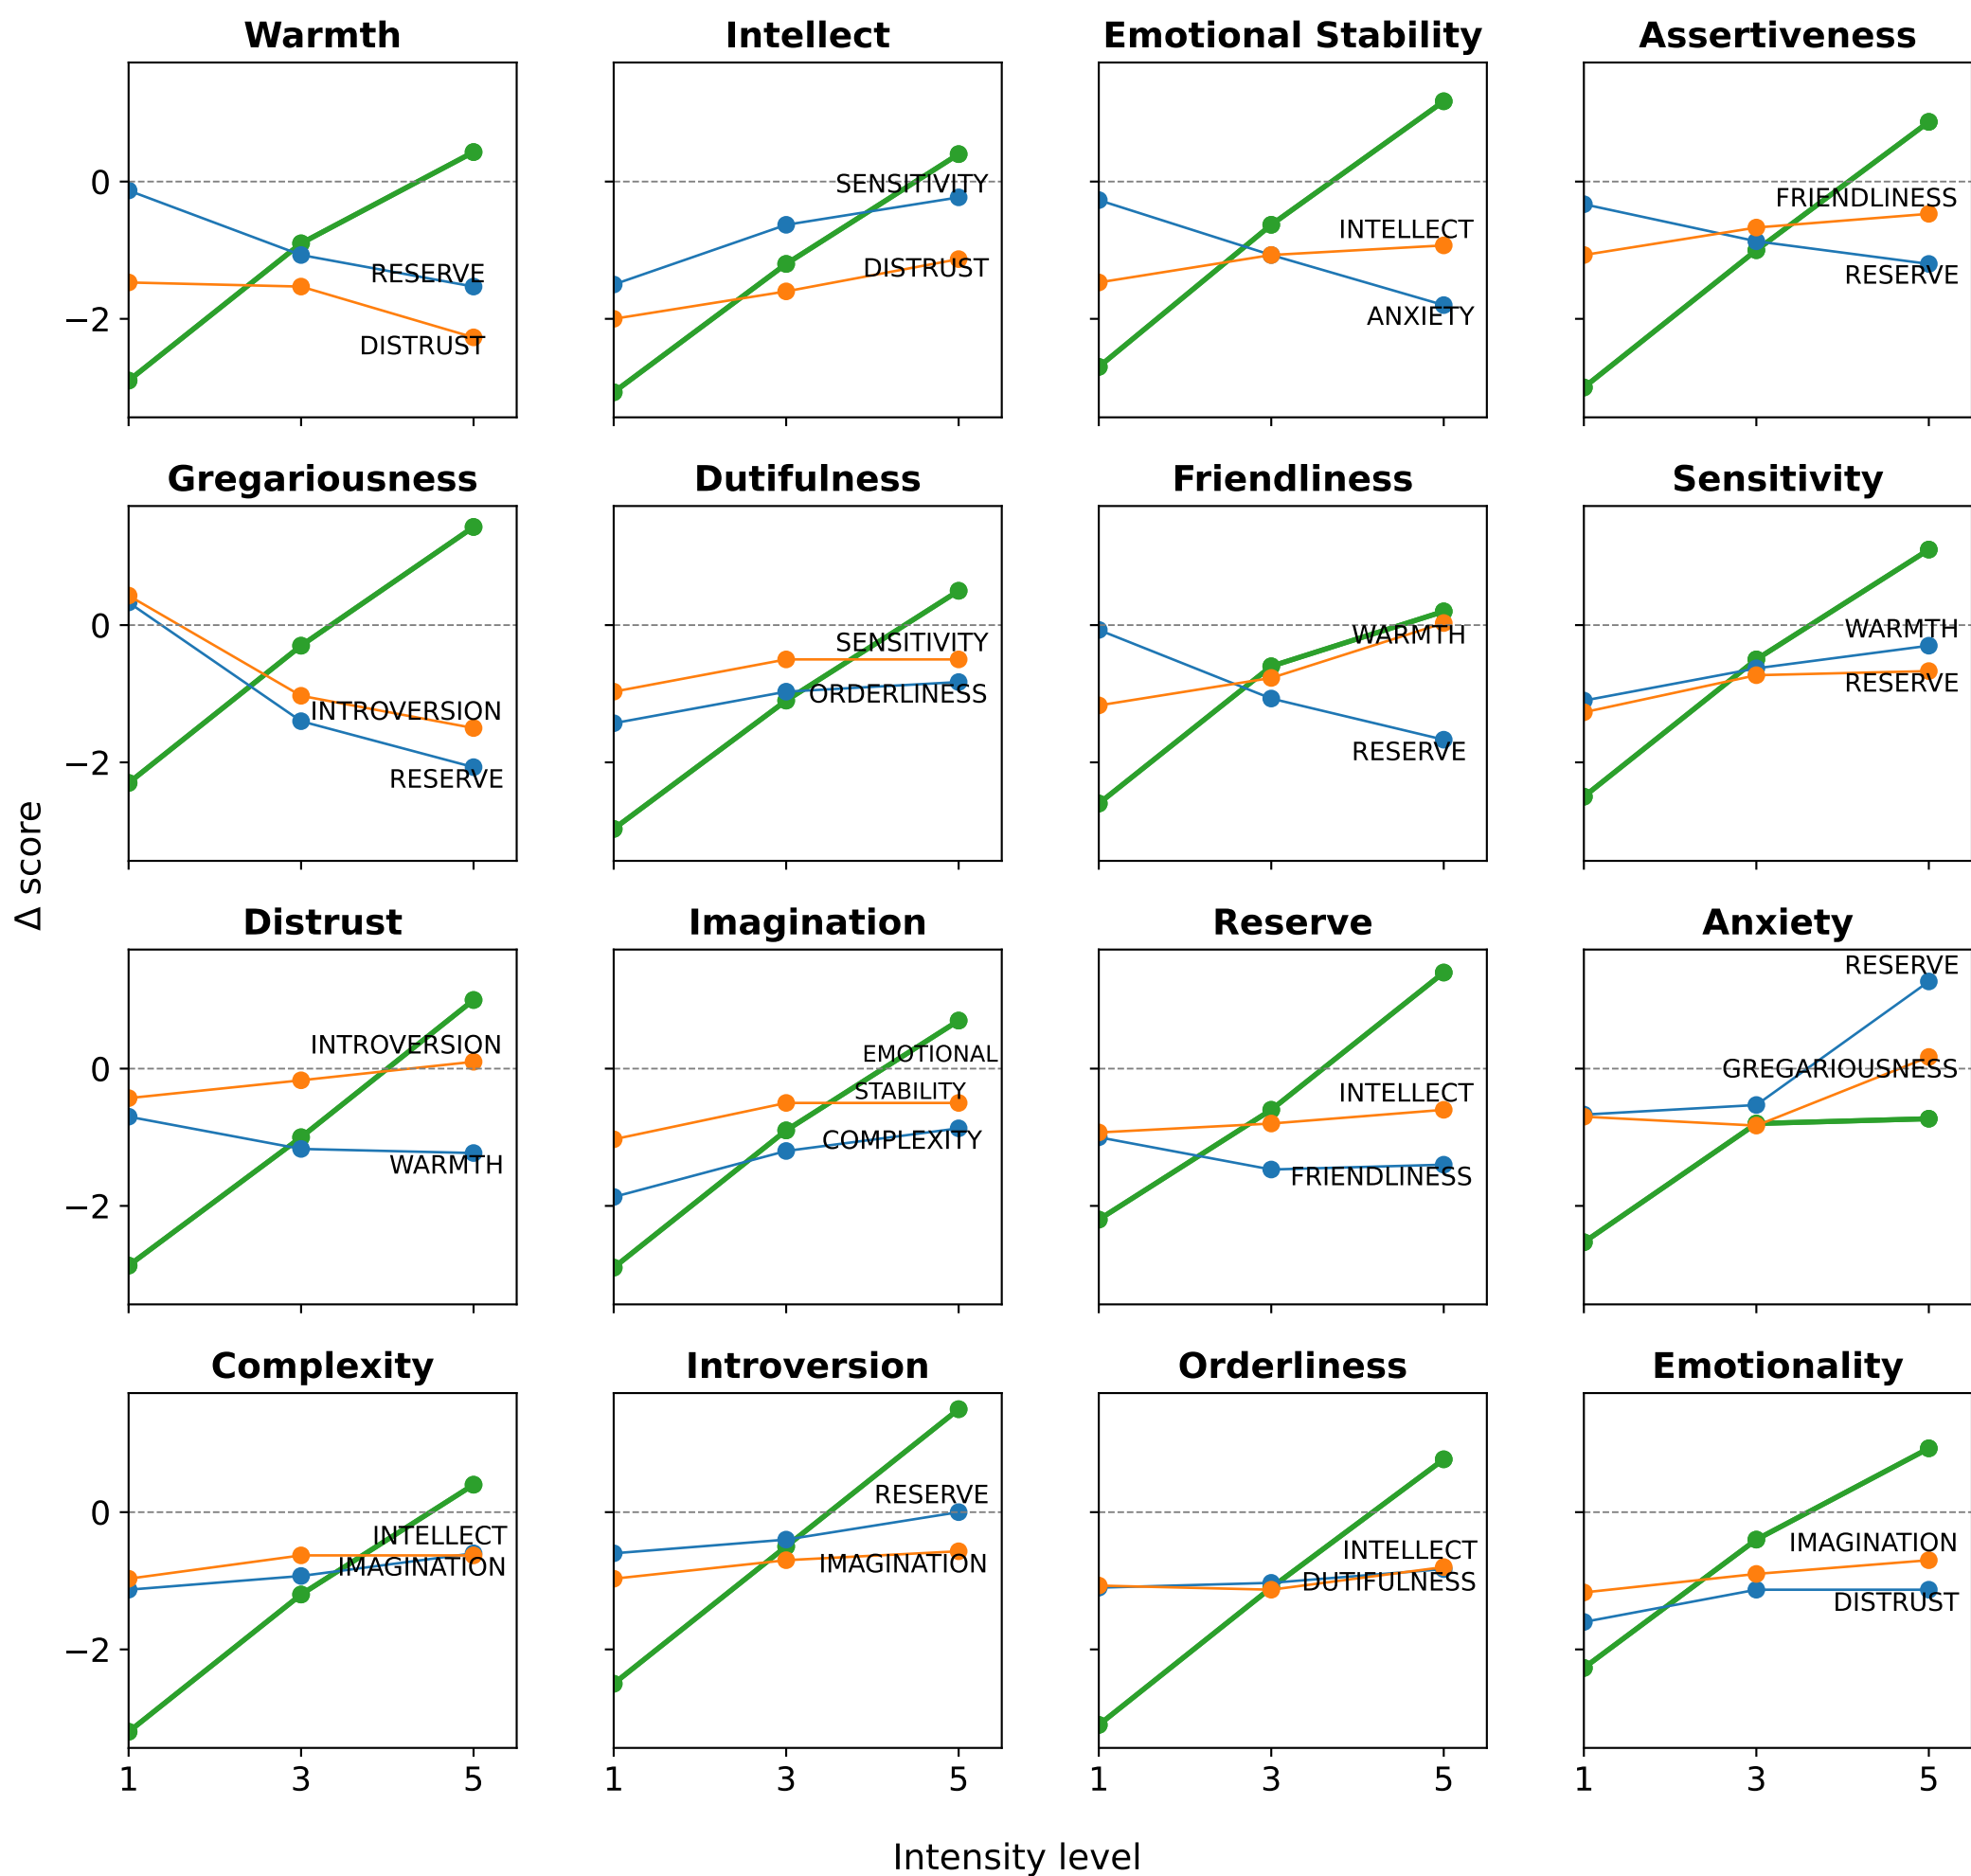 Warmth
Intellect
Emotional Stability
Assertiveness
0
−2
RESERVE
DISTRUST
SENSITIVITY
DISTRUST
INTELLECT
ANXIETY
FRIENDLINESS
RESERVE
Gregariousness
Dutifulness
Friendliness
Sensitivity
0
−2
INTROVERSION
RESERVE
SENSITIVITY
ORDERLINESS
WARMTH
RESERVE
WARMTH
RESERVE
Δ score
Distrust
Imagination
Reserve
Anxiety
0
−2
INTROVERSION
WARMTH
EMOTIONAL
STABILITY
COMPLEXITY
INTELLECT
FRIENDLINESS
RESERVE
GREGARIOUSNESS
Complexity
Introversion
Orderliness
Emotionality
0
−2
INTELLECT
IMAGINATION
RESERVE
IMAGINATION
INTELLECT
DUTIFULNESS
IMAGINATION
DISTRUST
1 3 5
1 3 5
1 3 5
1 3 5
Intensity level